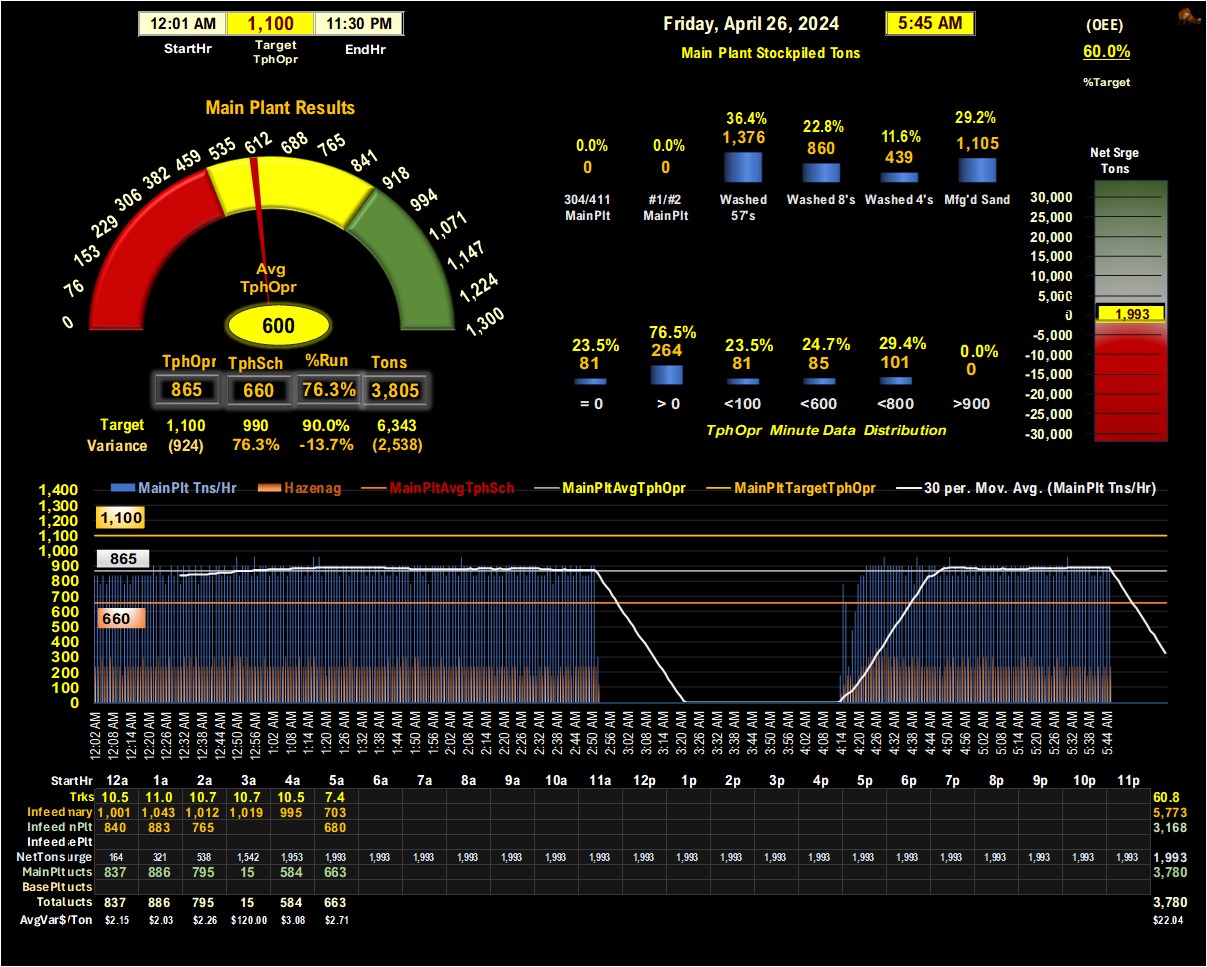 12:01 AM 1,100 11:30 PM
StartHr Target TphOpr EndHr
Friday, April 26, 2024 5:45 AM
Main Plant Stockpiled Tons
(OEE)
60.0%
%Target
Main Plant Results
0 76 153 229 306 382 459 535 612 688 765 841 918 994 1,071 1,147 1,224 1,300
Avg
TphOpr
600
TphOpr TphSch %Run Tons
865 660 76.3% 3,805
Target 1,100 990 90.0% 6,343
Variance (924) 76.3% -13.7% (2,538)
0.0% 0.0% 36.4% 22.8% 11.6% 29.2%
0 0 1,376 860 439 1,105
304/411 MainPlt #1/#2 MainPlt Washed 57's Washed 8's Washed 4's Mfg'd Sand
23.5% 76.5% 23.5% 24.7% 29.4% 0.0%
81 264 81 85 101 0
= 0 > 0 <100 <600 <800 >900
TphOpr Minute Data Distribution
Net Srge
Tons
30,000
25,000
20,000
15,000
10,000
5,000
0 1,993
-5,000
-10,000
-15,000
-20,000
-25,000
-30,000
MainPlt Tns/Hr Hazenag MainPltAvgTphSch MainPltAvgTphOpr MainPltTargetTphOpr 30 per. Mov. Avg. (MainPlt Tns/Hr)
1,400
1,300
1,200
1,100
1,000
900
800
700
600
500
400
300
200
100
0
1,100
865
660
12:02 AM 12:08 AM 12:14 AM 12:20 AM 12:26 AM 12:32 AM 12:38 AM 12:44 AM 12:50 AM 12:56 AM 1:02 AM 1:08 AM 1:14 AM 1:20 AM 1:26 AM 1:32 AM 1:38 AM 1:44 AM 1:50 AM 1:56 AM 2:02 AM 2:08 AM 2:14 AM 2:20 AM 2:26 AM 2:32 AM 2:38 AM 2:44 AM 2:50 AM 3:02 AM 3:08 AM 3:14 AM 3:20 AM 3:26 AM 3:32 AM 3:38 AM 3:44 AM 3:50 AM 3:56 AM 4:08 AM 4:14 AM 4:20 AM 4:26 AM 4:32 AM 4:38 AM 4:44 AM 4:50 AM 4:56 AM 5:02 AM 5:08 AM 5:14 AM 5:20 AM 5:26 AM 5:32 AM 5:38 AM 5:44 AM
StartHr 12a 1a 2a 3a 4a 5a 6a 7a 8a 9a 10a 11a 12p 1p 2p 3p 4p 5p 6p 7p 8p 9p 10p 11p
Trks 10.5 11.0 10.7 10.7 10.5 7.4 60.8
Infeed mary 1,001 1,043 1,012 1,019 995 703 5,773
Infeed nPlt 840 883 765 680 3,168
Infeed ePlt
NetTons urge 164 321 538 1,542 1,953 1,993 1,993 1,993 1,993 1,993 1,993 1,993 1,993 1,993 1,993 1,993 1,993 1,993 1,993 1,993 1,993 1,993 1,993 1,993 1,993
MainPlt ucts 837 886 795 15 584 663 3,780
BasePlt ucts
Total ucts 837 886 795 15 584 663 3,780
AvgVar$/Ton $2.15 $2.03 $2.26 $120.00 $3.08 $2.71 $22.04